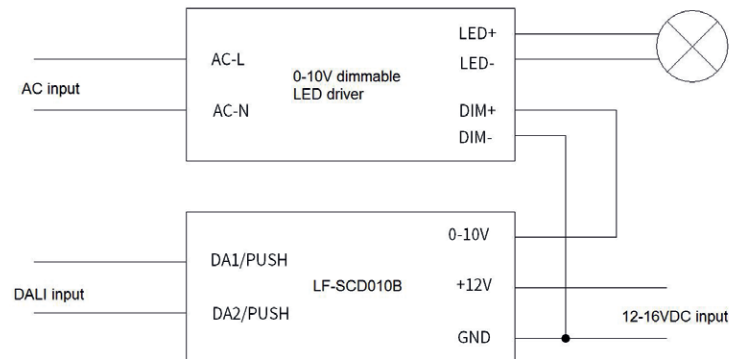 LED+
AC-L
LED-
0-10V dimmable
LED driver
AC input
AC-N
DIM+
DIM-
0-10V
DA1/PUSH
LF-SCD010B
+12V
DALI input
DA2/PUSH
12-16VDC input
GND